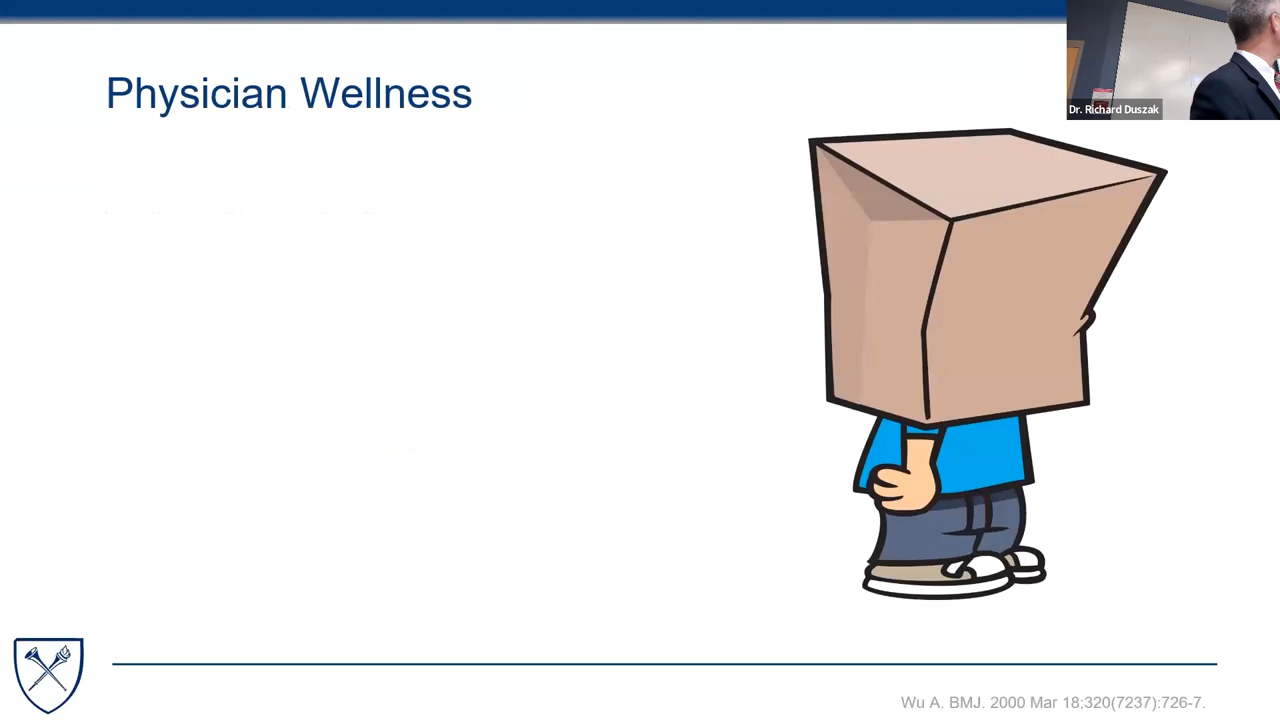 Physician Wellness
Dr. Richard Duszak
Wu A. BMJ. 2000 Mar 18;320(7237):726-7.